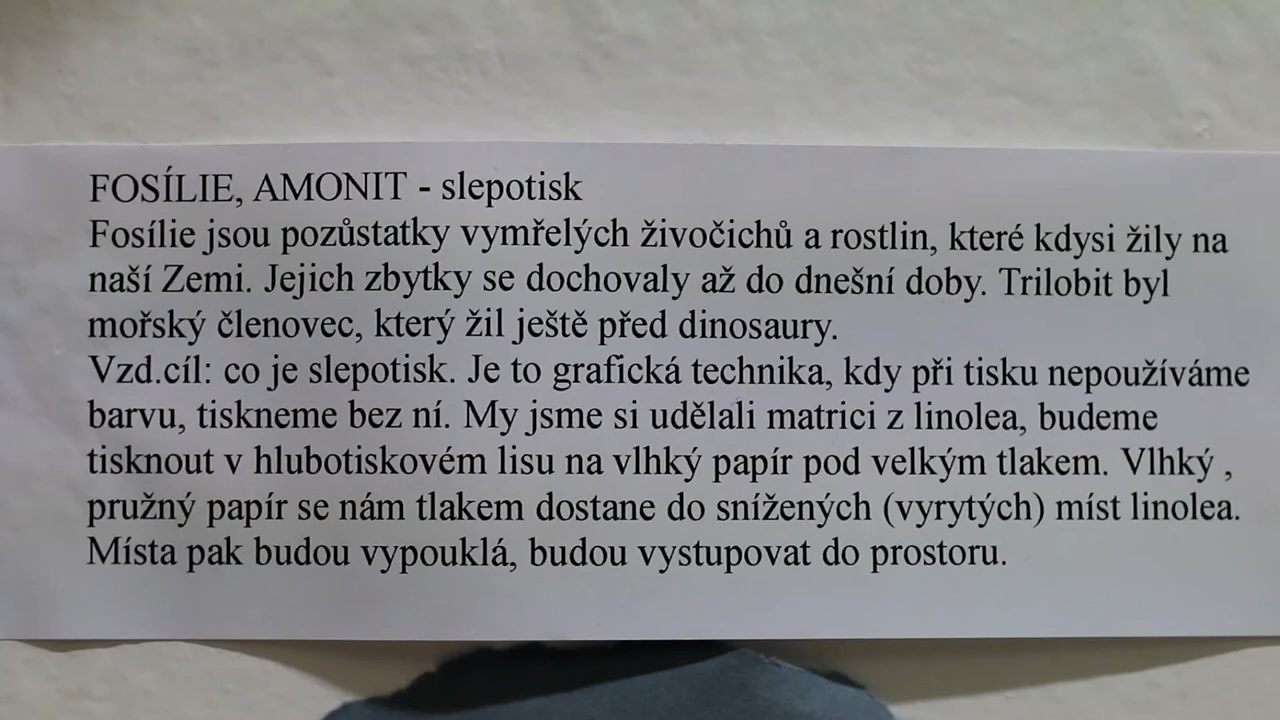 FOSÍLIE, AMONIT - slepotisk
Fosílie jsou pozůstatky vymřelých živočichů a rostlin, které kdysi žily na
naší Zemi. Jejich zbytky se dochovaly až do dnešní doby. Trilobit byl
mořský členovec, který žil ještě před dinosaury.
Vzd.cíl: co je slepotisk. Je to grafická technika, kdy při tisku nepoužíváme
barvu, tiskneme bez ní. My jsme si udělali matrici z linolea, budeme
tisknout v hlubotiskovém lisu na vlhký papír pod velkým tlakem. Vlhký ,
pružný papír se nám tlakem dostane do snížených (vyrytých) míst linolea.
Místa pak budou vypouklá, budou vystupovat do prostoru.